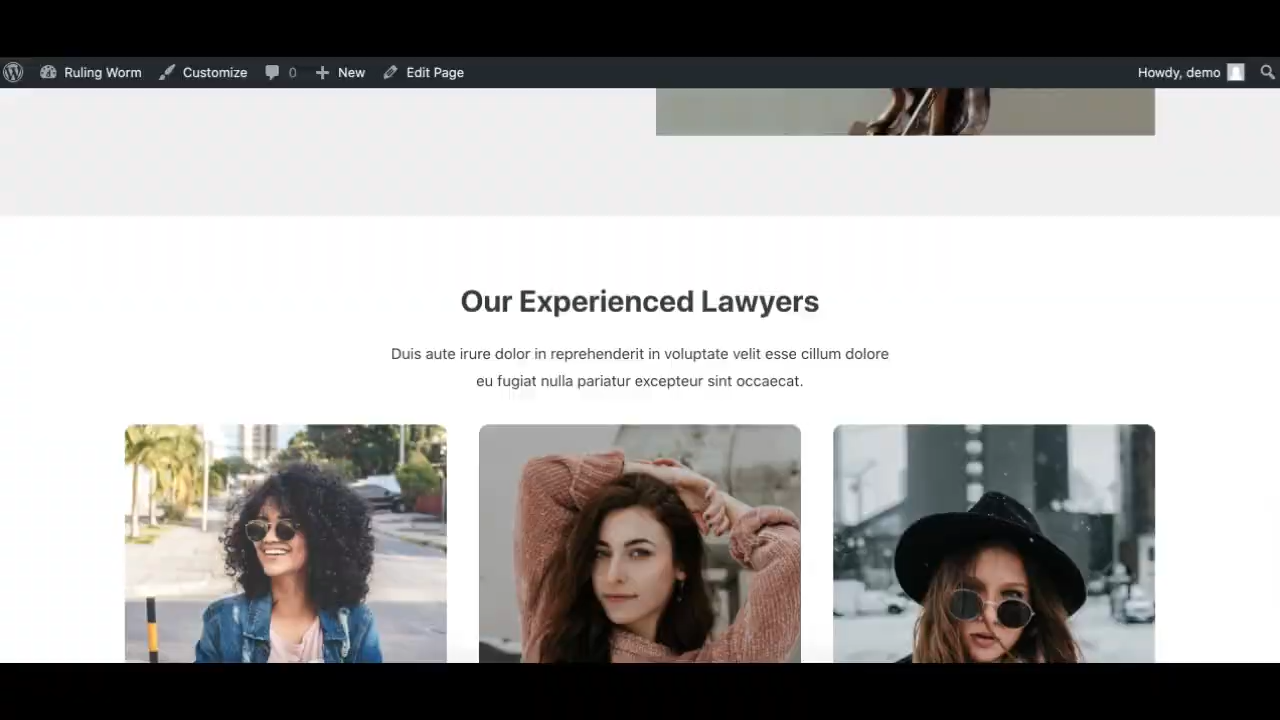 Ruling Worm Customize 0 New Edit Page Howdy, demo
Our Experienced Lawyers
Duis aute irure dolor in reprehenderit in voluptate velit esse cillum dolore
eu fugiat nulla pariatur excepteur sint occaecat.